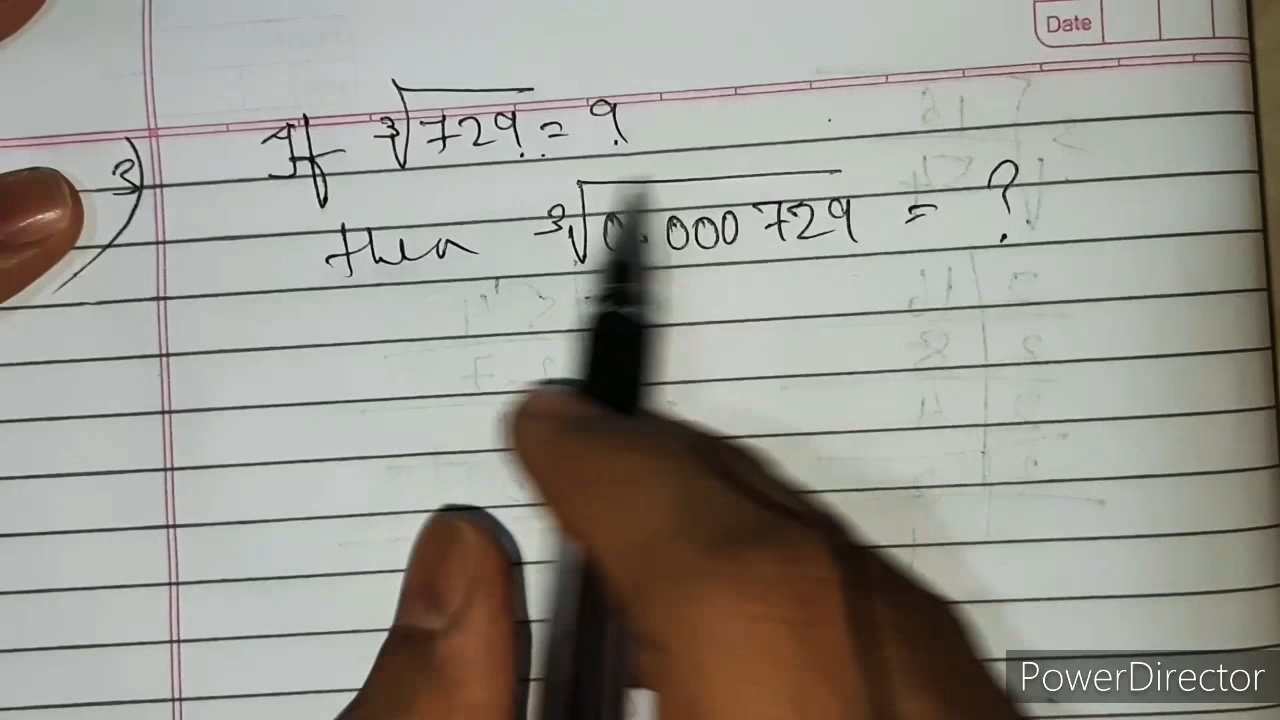 Date
3) If ∛729 = 9
then ∛0.000729 = ?
PowerDirector